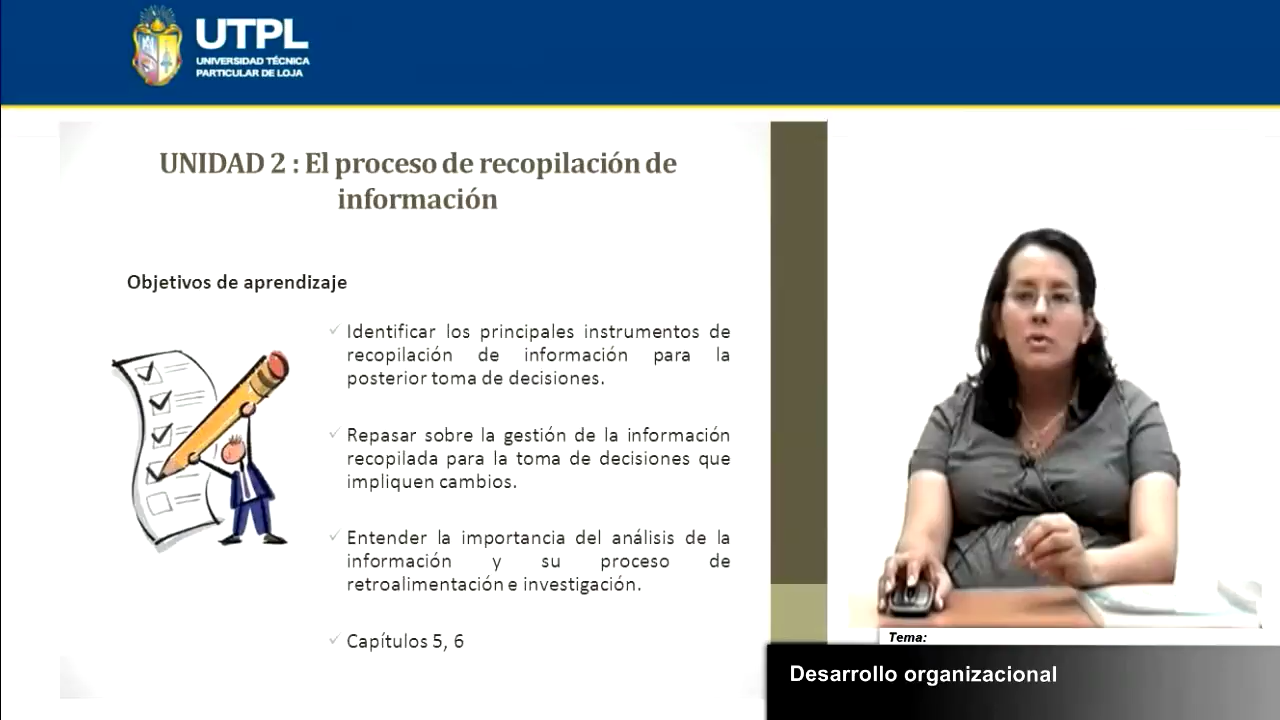 UTPL
UNIVERSIDAD TÉCNICA
PARTICULAR DE LOJA
UNIDAD 2 : El proceso de recopilación de
información
Objetivos de aprendizaje
Identificar los principales instrumentos de
recopilación de información para la
posterior toma de decisiones.
Repasar sobre la gestión de la información
recopilada para la toma de decisiones que
impliquen cambios.
Entender la importancia del análisis de la
información y su proceso de
retroalimentación e investigación.
Capítulos 5, 6
Tema:
Desarrollo organizacional